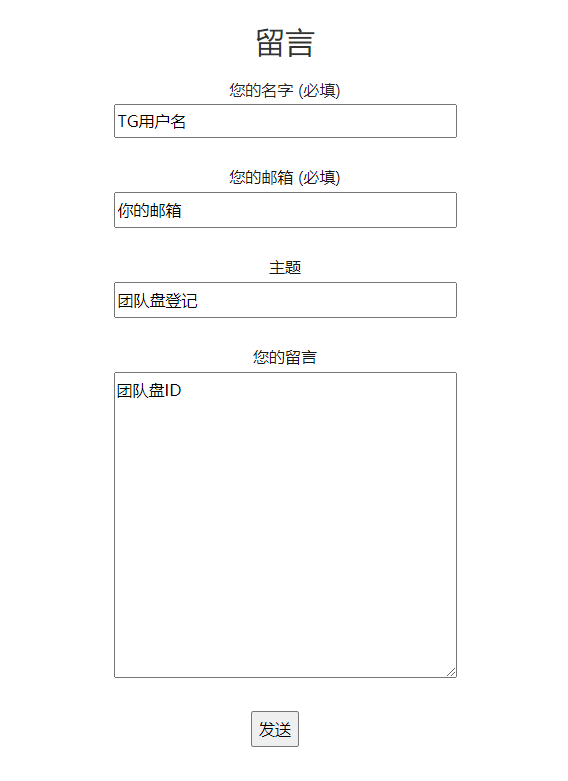 留言
您的名字 (必填)
TG用户名
您的邮箱 (必填)
你的邮箱
主题
团队盘登记
您的留言
团队盘ID
发送